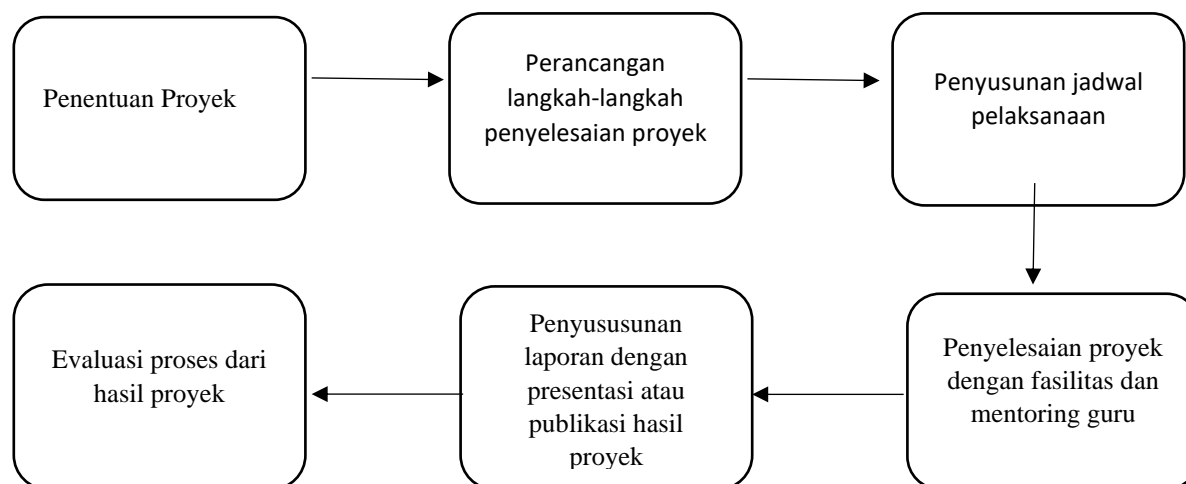 Penentuan Proyek
Perancangan
langkah-langkah
penyelesaian proyek
Penyusunan jadwal
pelaksanaan
Penyelesaian proyek
dengan fasilitas dan
mentoring guru
Penyususunan
laporan dengan
presentasi atau
publikasi hasil
proyek
Evaluasi proses dari
hasil proyek